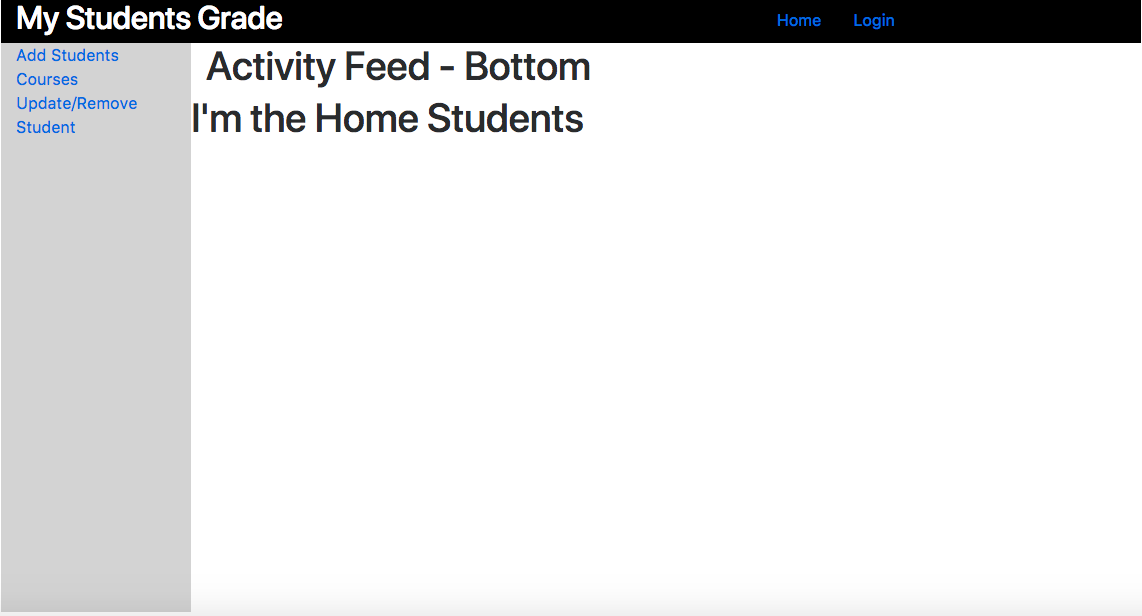 My Students Grade
Home Login
Add Students
Courses
Update/Remove
Student
Activity Feed - Bottom
I'm the Home Students